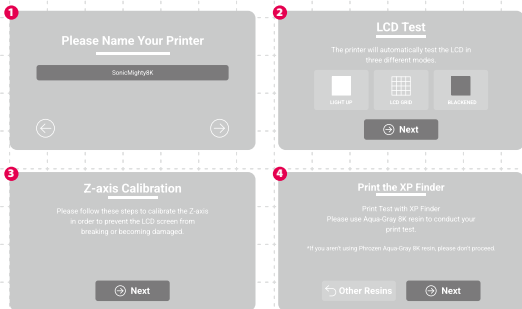 1
Please Name Your Printer
SonicMighty8K
2
LCD Test
The printer will automatically test the LCD in
three different modes.
LIGHT UP
LCD GRID
BLACKENED
Next
3
Z-axis Calibration
Please follow these steps to calibrate the Z-axis
in order to prevent the LCD screen from
breaking or becoming damaged.
Next
4
Print the XP Finder
Print Test with XP Finder
Please use Aqua-Gray 8K resin to conduct your
print test.
*If you aren't using Phrozen Aqua-Gray 8K resin, please don't proceed.
Other Resins
Next